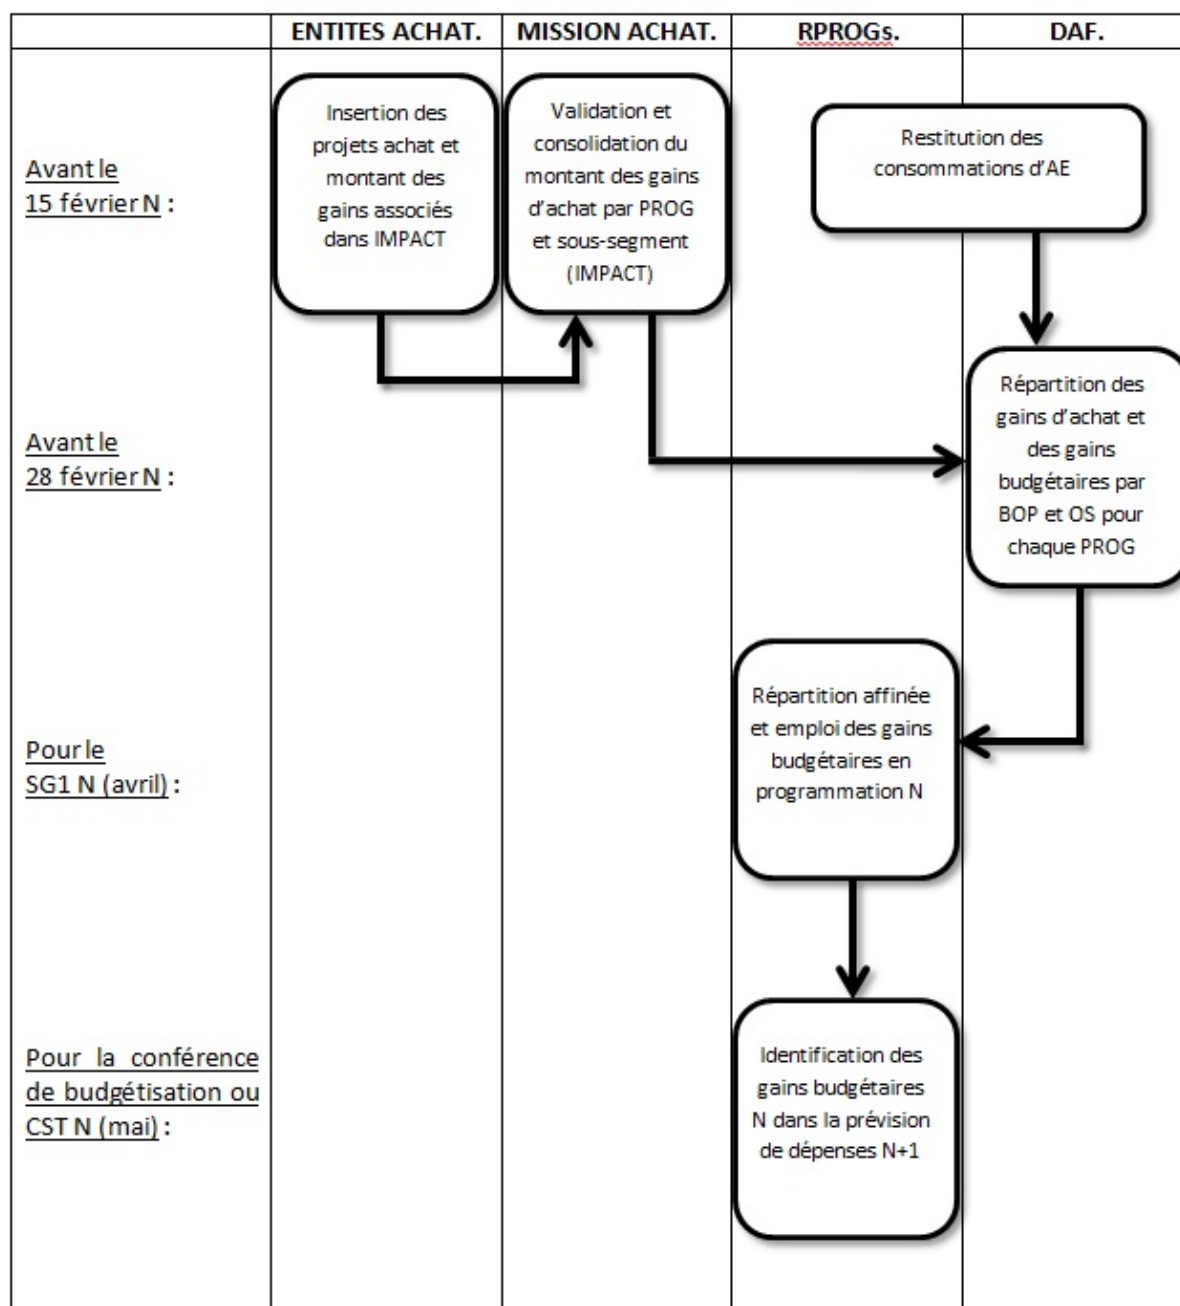 ENTITES ACHAT. MISSION ACHAT. RPROGs. DAF.
Avant le
15 février N :
Insertion des
projets achat et
montant des
gains associés
dans IMPACT
Validation et
consolidation du
montant des gains
d'achat par PROG
et sous-segment
(IMPACT)
Restitution des
consommations d'AE
Avant le
28 février N :
Répartition des
gains d'achat et
des gains
budgétaires par
BOP et OS pour
chaque PROG
Pour le
SG1 N (avril) :
Répartition affinée
et emploi des gains
budgétaires en
programmation N
Pour la conférence
de budgétisation ou
CST N (mai) :
Identification des
gains budgétaires
N dans la prévision
de dépenses N+1